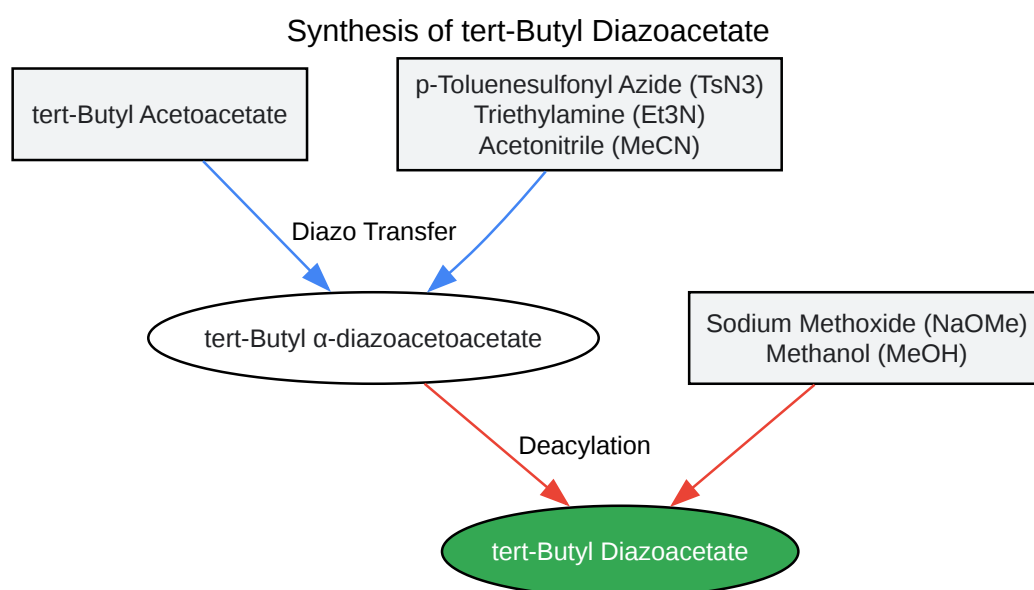 Synthesis of tert-Butyl Diazoacetate
tert-Butyl Acetoacetate
p-Toluenesulfonyl Azide (TsN3)
Triethylamine (Et3N)
Acetonitrile (MeCN)
Diazo Transfer
tert-Butyl α-diazoacetoacetate
Sodium Methoxide (NaOMe)
Methanol (MeOH)
Deacylation
tert-Butyl Diazoacetate